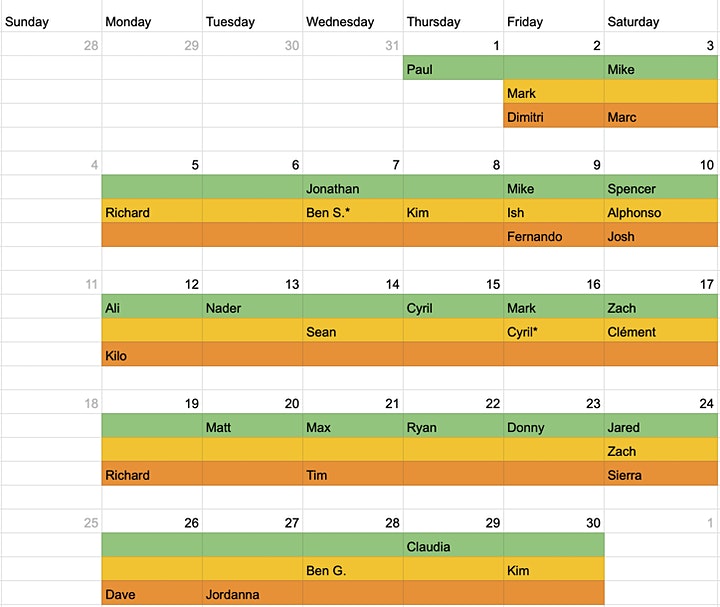 Sunday Monday Tuesday Wednesday Thursday Friday Saturday
28 29 30 31 1 2 3
Paul Mike
Mark
Dimitri Marc
4 5 6 7 8 9 10
Jonathan Mike Spencer
Richard Ben S.* Kim Ish Alphonso
Fernando Josh
11 12 13 14 15 16 17
Ali Nader Cyril Mark Zach
Sean Cyril* Clément
Kilo
18 19 20 21 22 23 24
Matt Max Ryan Donny Jared
Zach
Richard Tim Sierra
25 26 27 28 29 30 1
Claudia
Ben G. Kim
Dave Jordanna